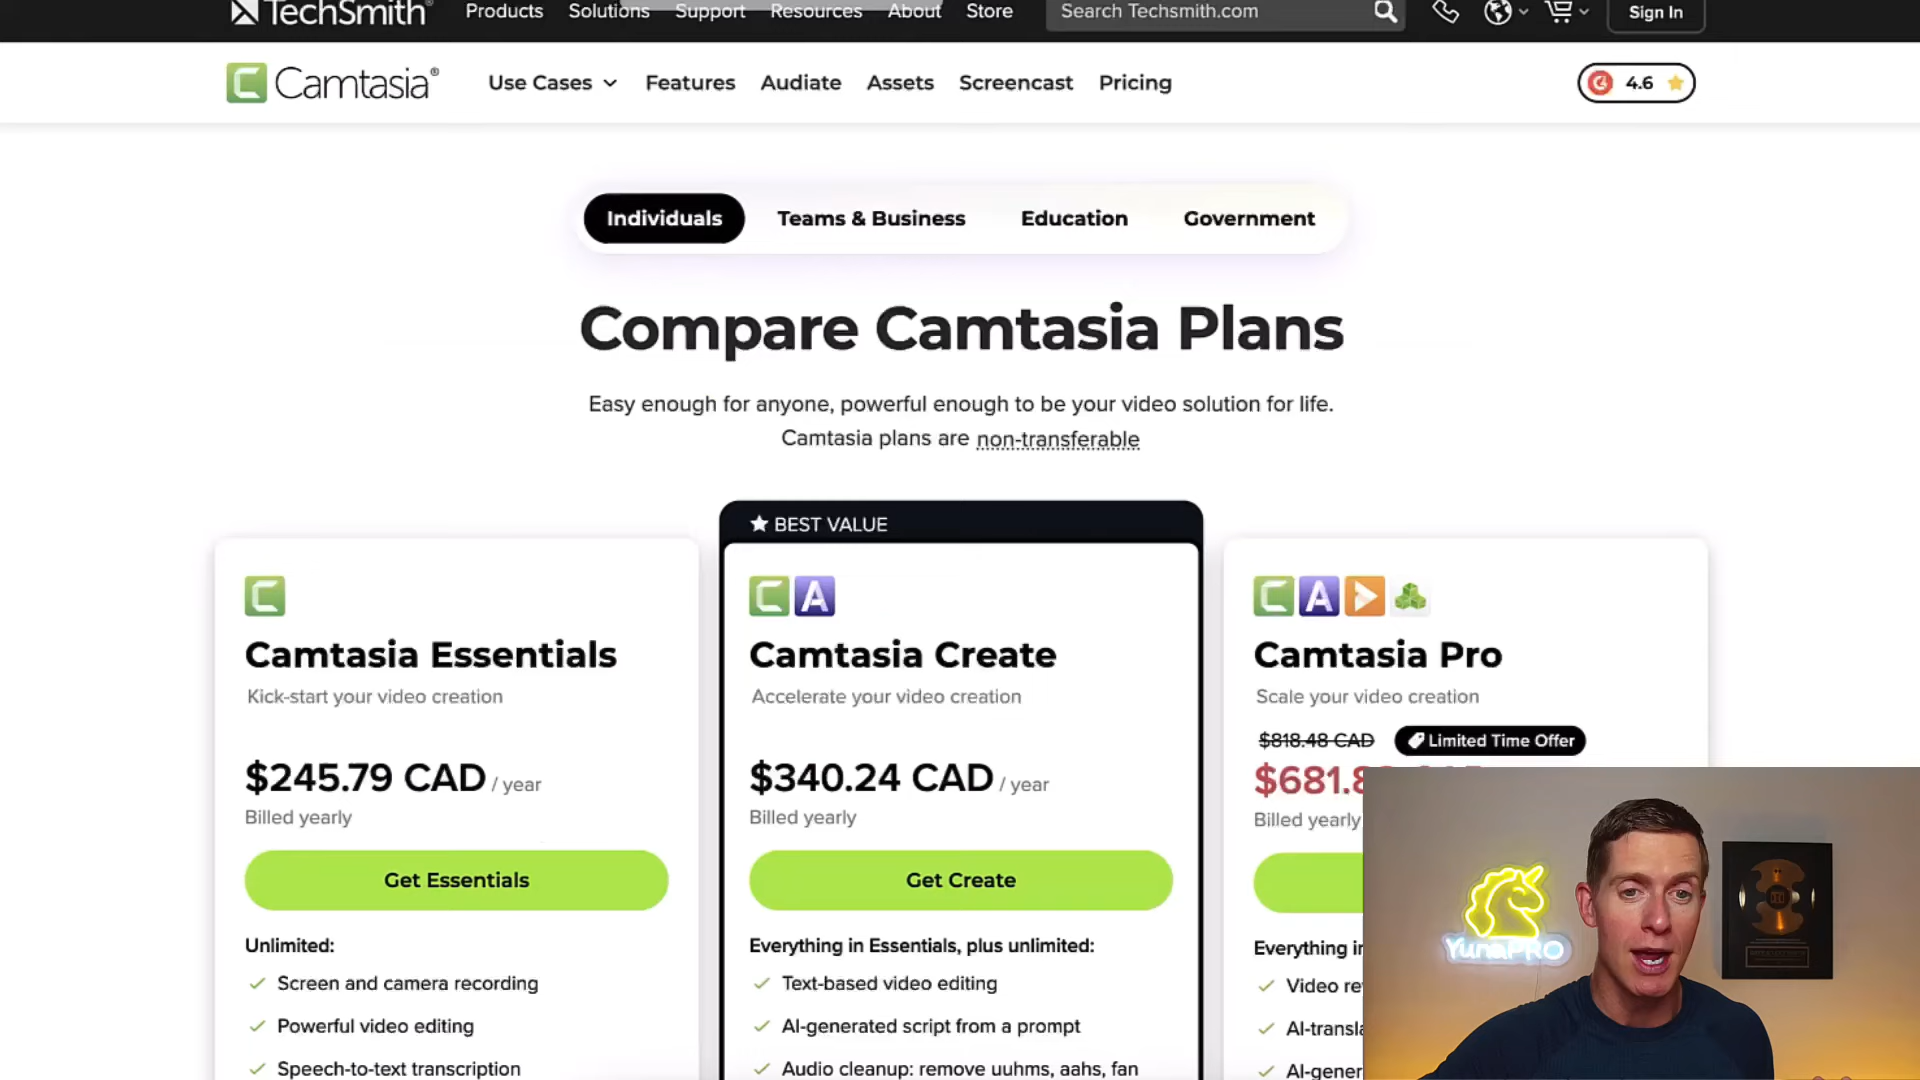 TechSmith
Products Solutions Support Resources About Store
Search Techsmith.com
Sign In
Camtasia®
Use Cases Features Audiate Assets Screencast Pricing
4.6
Individuals Teams & Business Education Government
Compare Camtasia Plans
Easy enough for anyone, powerful enough to be your video solution for life.
Camtasia plans are non-transferable
Camtasia Essentials
Kick-start your video creation
$245.79 CAD / year
Billed yearly
Get Essentials
Unlimited:
Screen and camera recording
Powerful video editing
Speech-to-text transcription
★ BEST VALUE
Camtasia Create
Accelerate your video creation
$340.24 CAD / year
Billed yearly
Get Create
Everything in Essentials, plus unlimited:
Text-based video editing
AI-generated script from a prompt
Audio cleanup: remove uuhms, aahs, fan
Camtasia Pro
Scale your video creation
$818.48 CAD Limited Time Offer
$681.8
Billed yearly
Everything
Video
YunaPRO